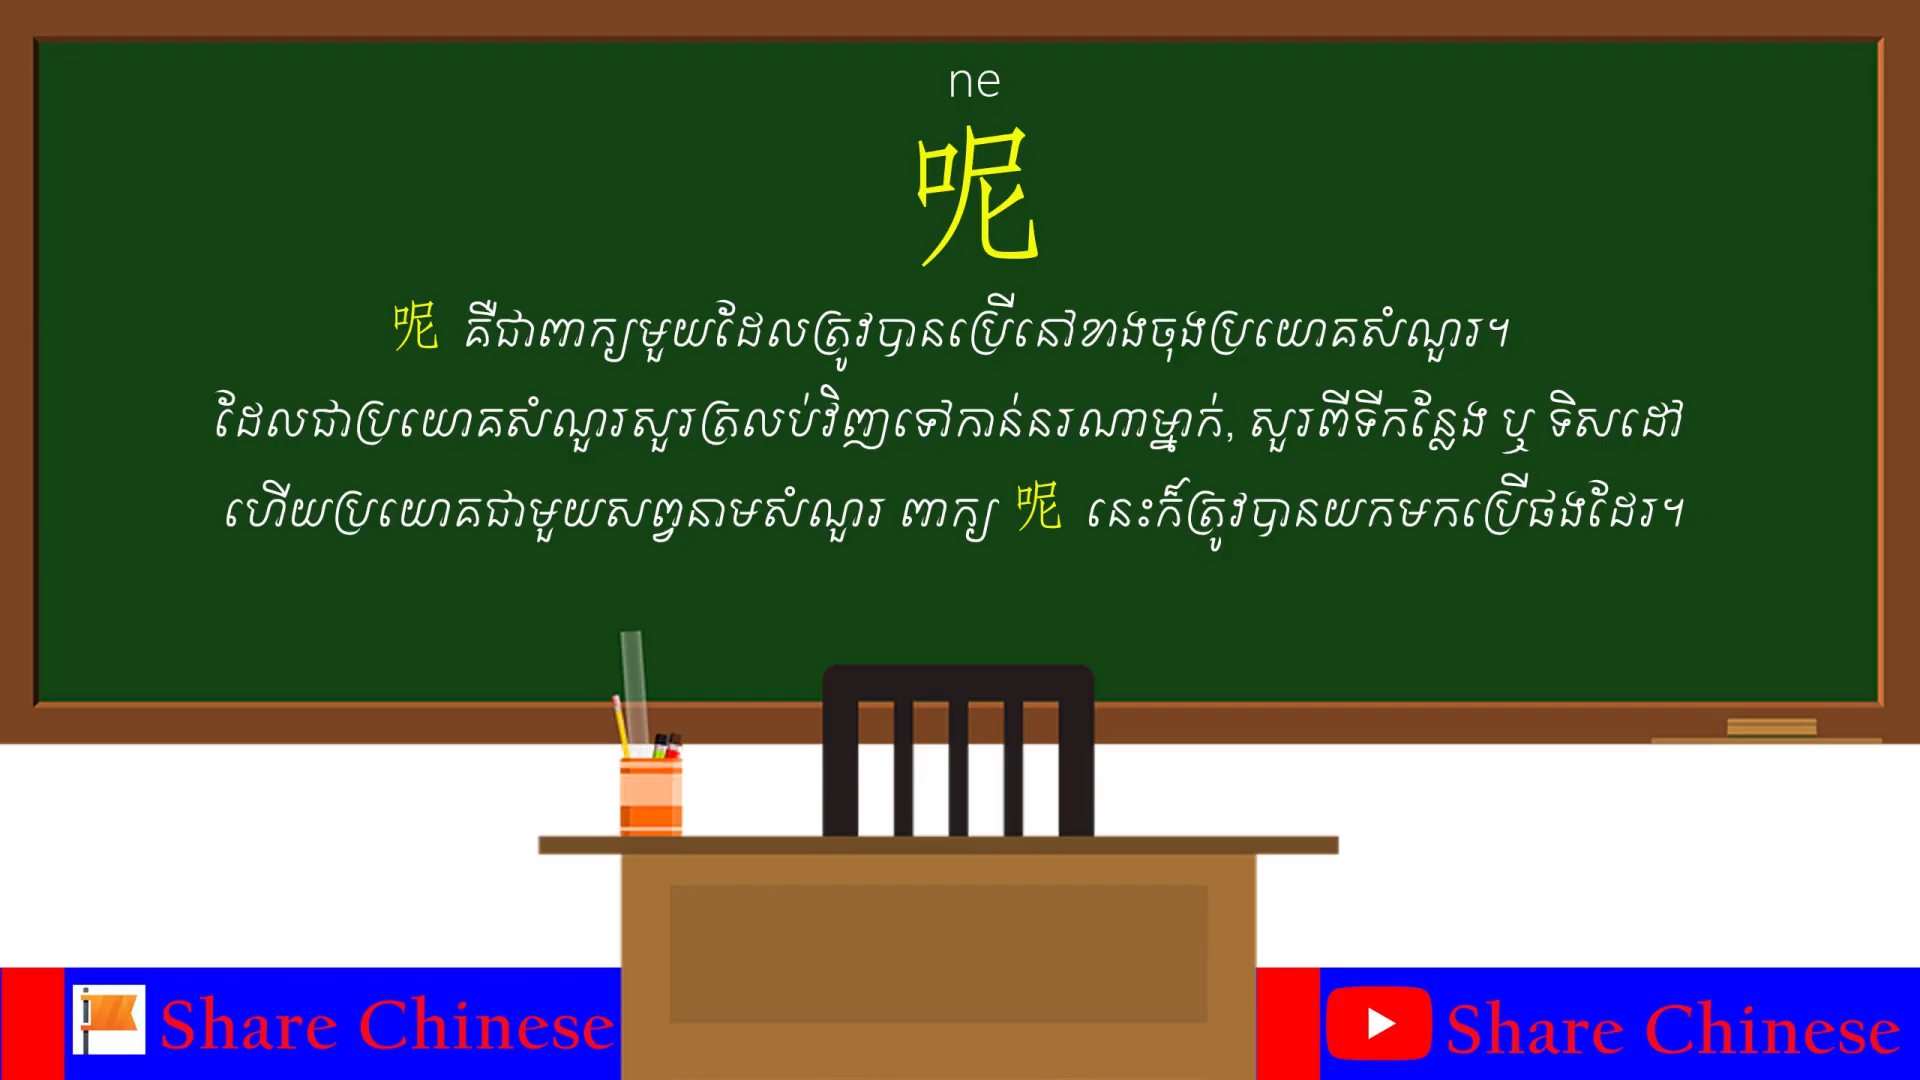 ne
呢
呢 គឺជាពាក្យមួយដែលត្រូវបានប្រើនៅខាងចុងប្រយោគសំណួរ។
ដែលជាប្រយោគសំណួរសួរត្រលប់វិញទៅកាន់នរណាម្នាក់, សួរពីទីកន្លែង ឬ ទិសដៅ
ហើយប្រយោគជាមួយសព្វនាមសំណួរ ពាក្យ 呢 នេះក៏ត្រូវបានយកមកប្រើផងដែរ។
Share Chinese
Share Chinese